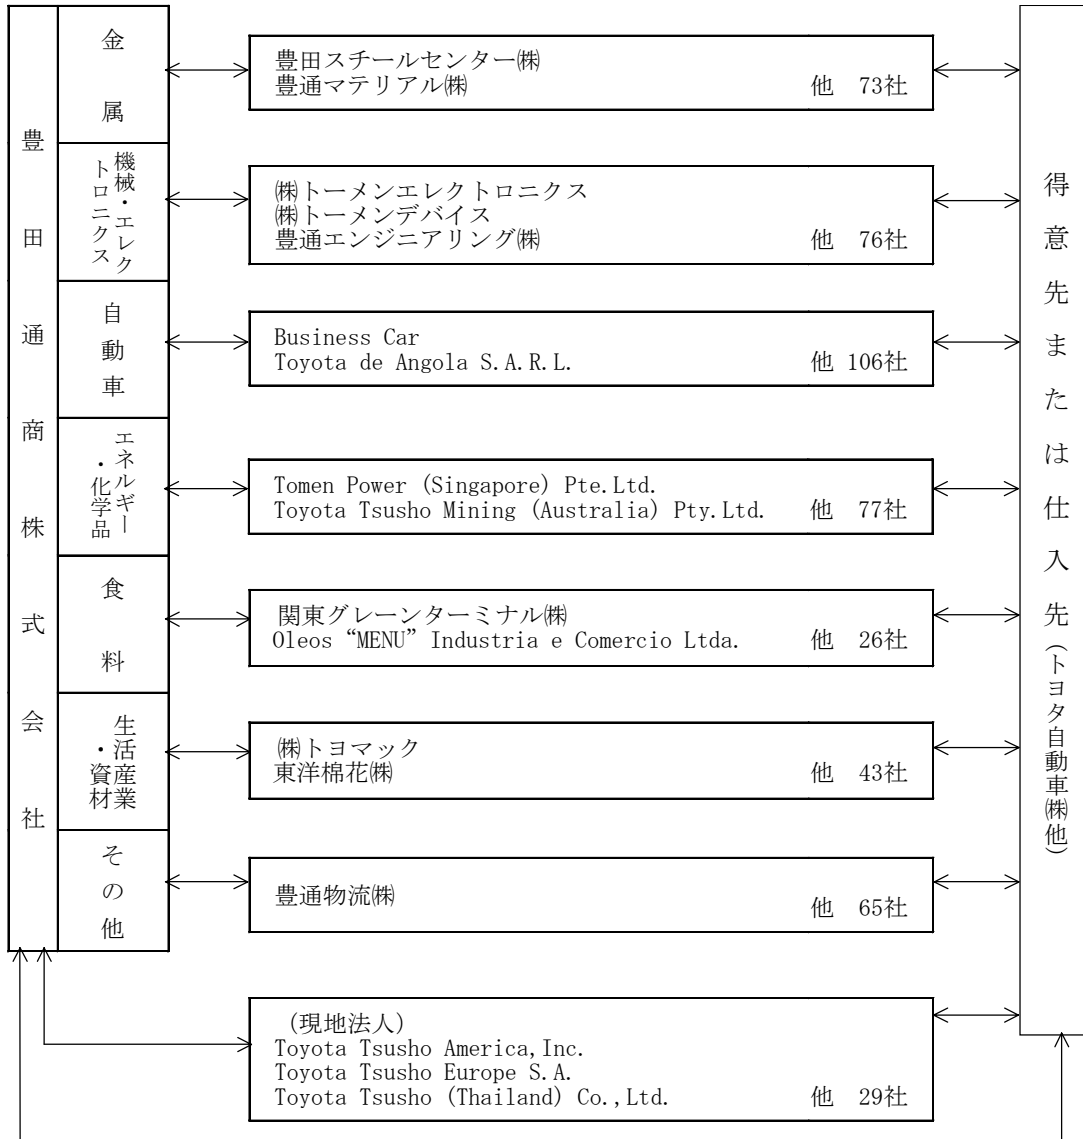 豊田通商株式会社
金属
豊田スチールセンター㈱
豊通マテリアル㈱ 他 73社
機械・エレク
トロニクス
㈱トーメンエレクトロニクス
㈱トーメンデバイス
豊通エンジニアリング㈱ 他 76社
自動車
Business Car
Toyota de Angola S.A.R.L. 他 106社
エネルギー
・化学品
Tomen Power (Singapore) Pte.Ltd.
Toyota Tsusho Mining (Australia) Pty.Ltd. 他 77社
食料
関東グレーンターミナル㈱
Oleos “MENU” Industria e Comercio Ltda. 他 26社
生活産業
・資材
㈱トヨマック
東洋棉花㈱ 他 43社
その他
豊通物流㈱
他 65社
(現地法人)
Toyota Tsusho America,Inc.
Toyota Tsusho Europe S.A.
Toyota Tsusho (Thailand) Co.,Ltd. 他 29社
得意先または仕入先(トヨタ自動車㈱他)